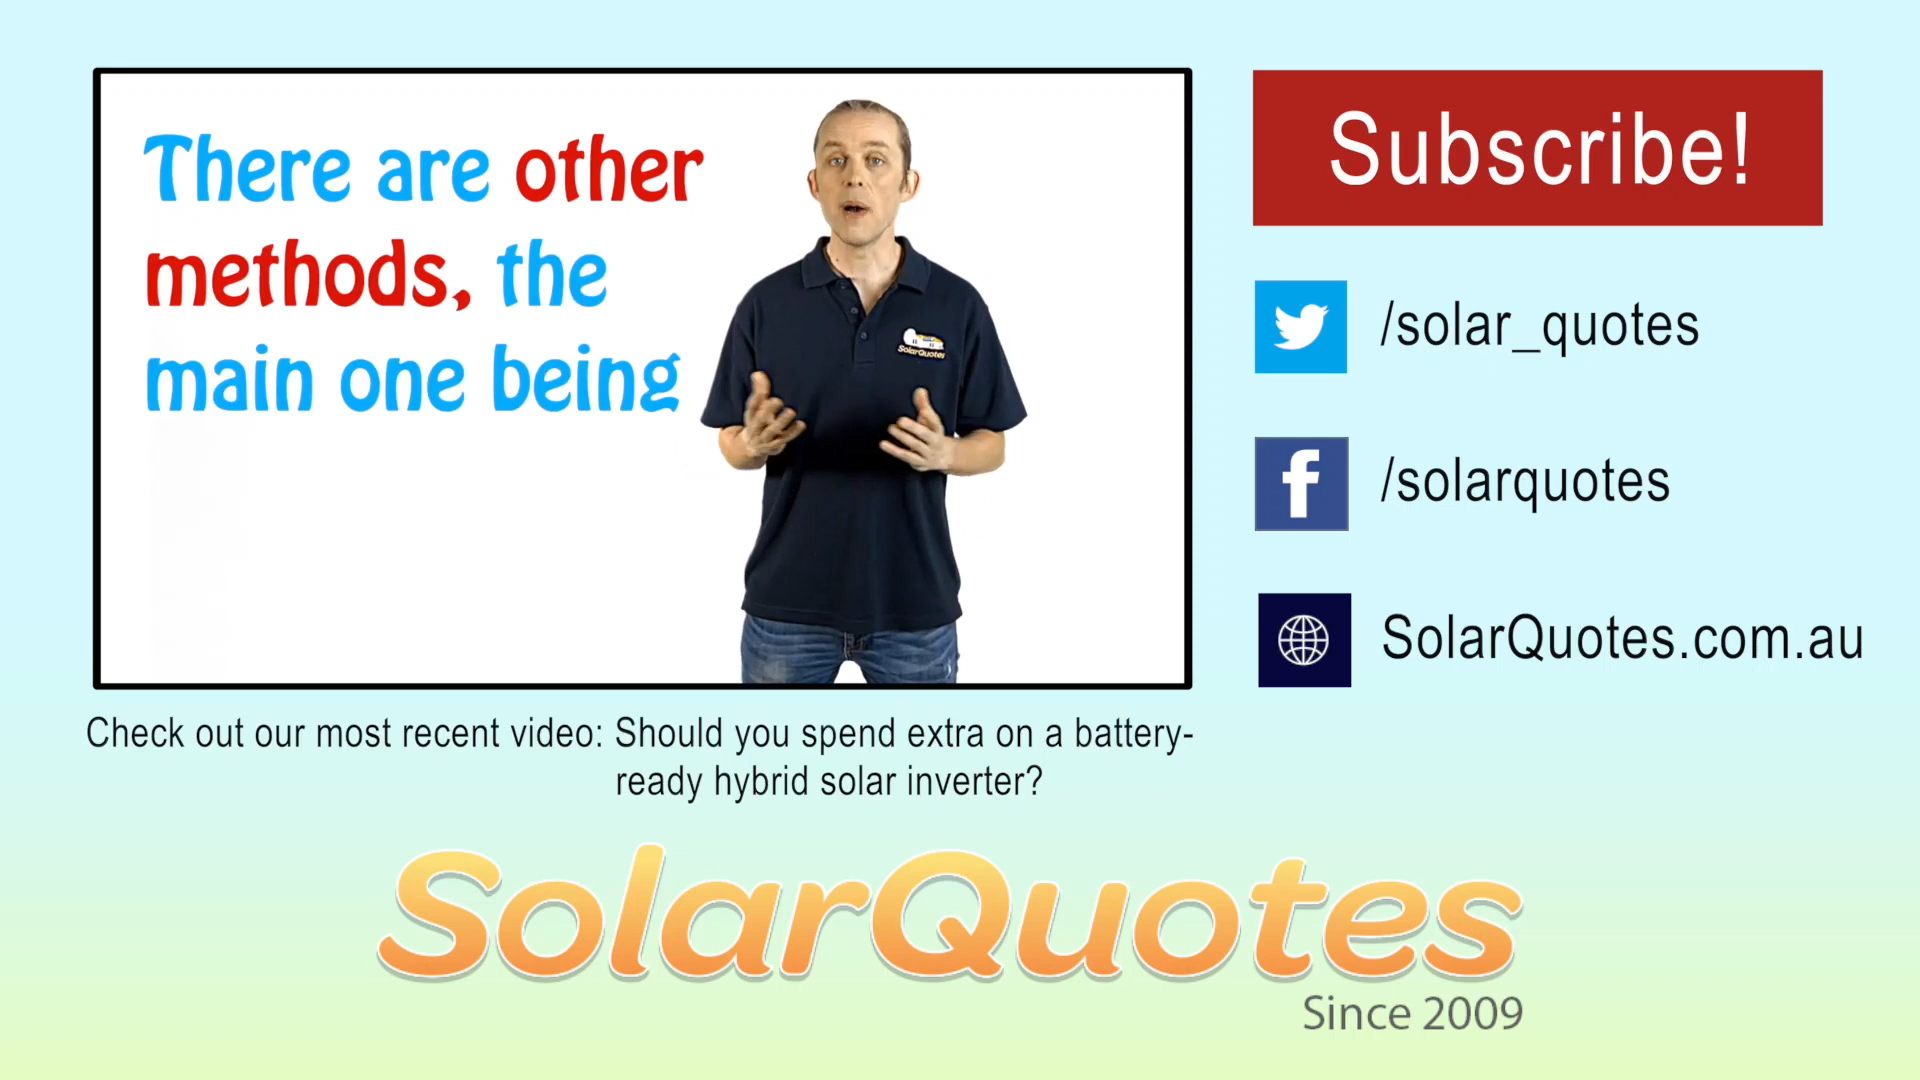 There are other
methods, the
main one being
SolarQuotes
Subscribe!
/solar_quotes
f
/solarquotes
SolarQuotes.com.au
Check out our most recent video: Should you spend extra on a battery-
ready hybrid solar inverter?
SolarQuotes
Since 2009